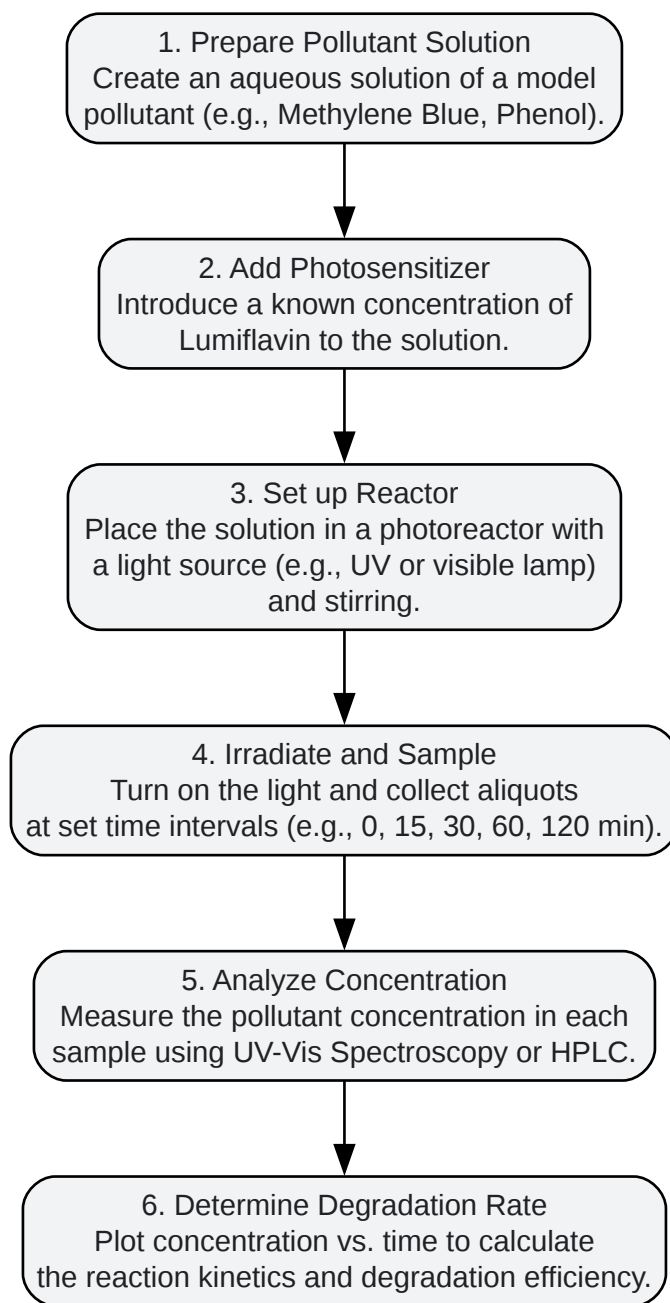 1. Prepare Pollutant Solution
Create an aqueous solution of a model
pollutant (e.g., Methylene Blue, Phenol).
2. Add Photosensitizer
Introduce a known concentration of
Lumiflavin to the solution.
3. Set up Reactor
Place the solution in a photoreactor with
a light source (e.g., UV or visible lamp)
and stirring.
4. Irradiate and Sample
Turn on the light and collect aliquots
at set time intervals (e.g., 0, 15, 30, 60, 120 min).
5. Analyze Concentration
Measure the pollutant concentration in each
sample using UV-Vis Spectroscopy or HPLC.
6. Determine Degradation Rate
Plot concentration vs. time to calculate
the reaction kinetics and degradation efficiency.